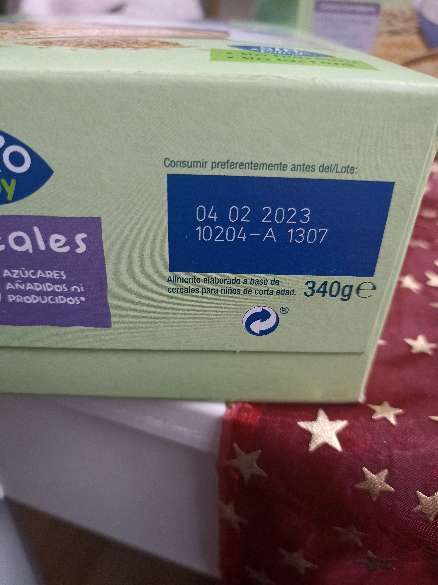 Consumir preferentemente antes del/Lote:
04 02 2023
10204-A 1307
Alimento elaborado a base de
cereales para niños de corta edad.
340g e
®
AZÚCARES
AÑADIDOS ni
PRODUCIDOS*